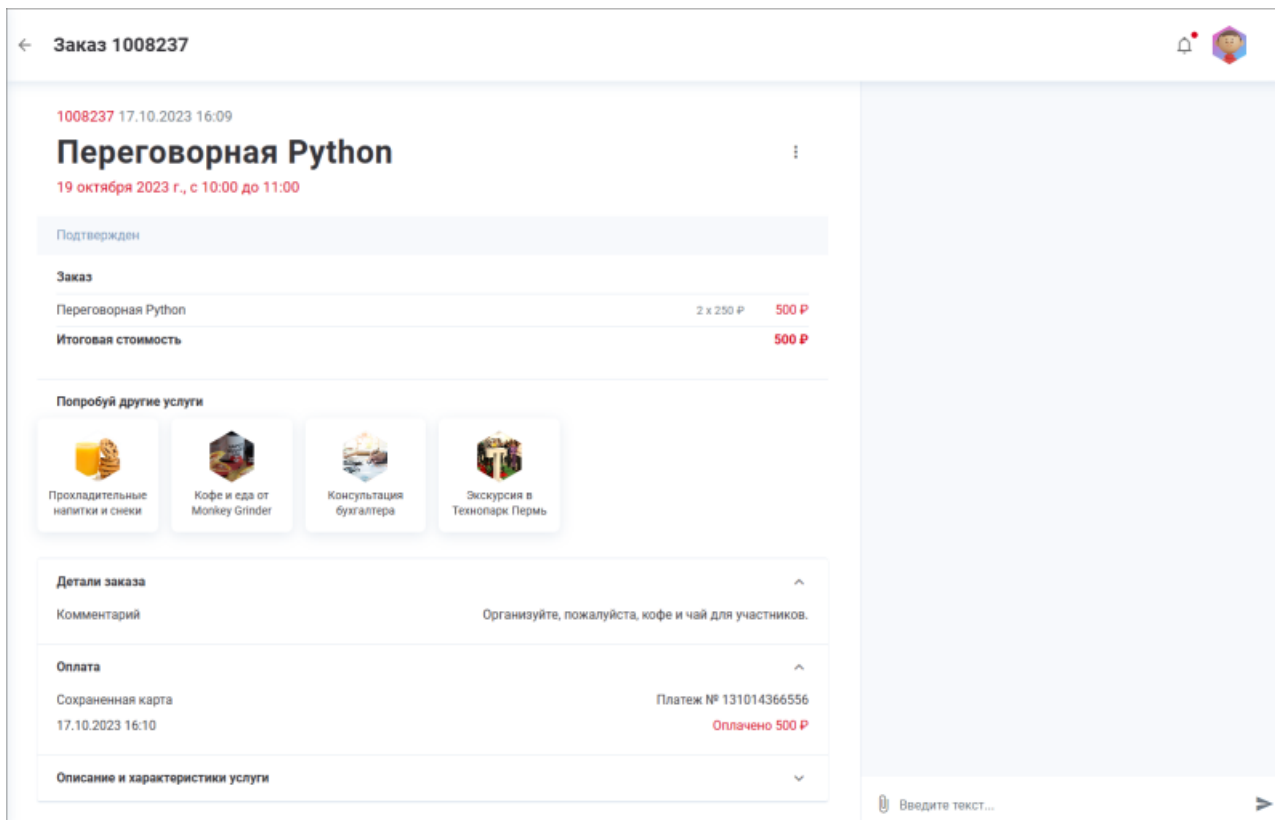 Заказ 1008237
1008237 17.10.2023 16:09
Переговорная Python
19 октября 2023 г., с 10:00 до 11:00
Подтвержден
Заказ
Переговорная Python 2 x 250 ₽ 500 ₽
Итоговая стоимость 500 ₽
Попробуй другие услуги
Прохладительные напитки и снеки
Кофе и еда от Monkey Grinder
Консультация бухгалтера
Экскурсия в Технопарк Пермь
Детали заказа
Комментарий Организуйте, пожалуйста, кофе и чай для участников.
Оплата
Сохраненная карта Платеж № 131014366556
17.10.2023 16:10 Оплачено 500 ₽
Описание и характеристики услуги
Введите текст...